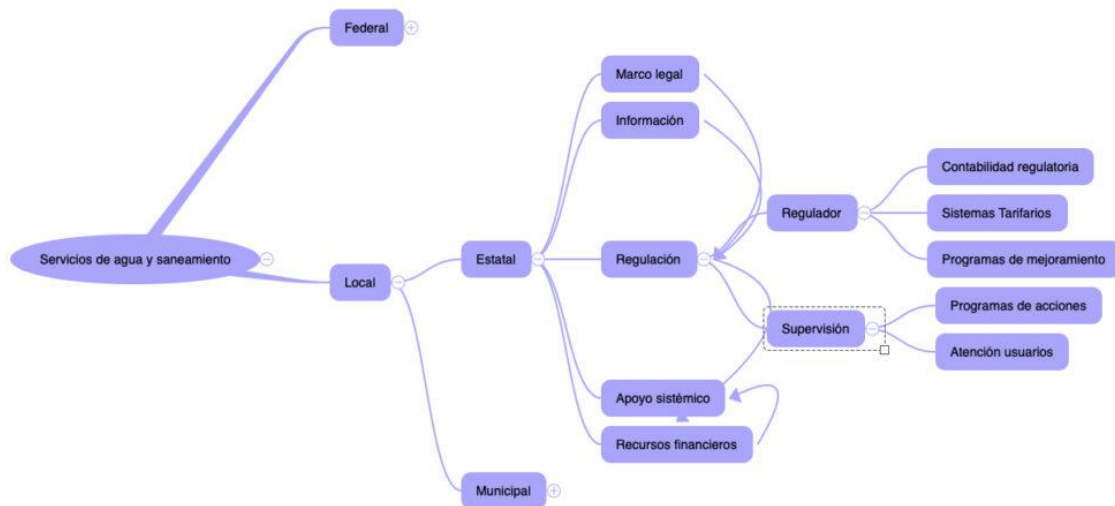 Federal
Marco legal
Información
Contabilidad regulatoria
Regulador
Sistemas Tarifarios
Servicios de agua y saneamiento
Estatal
Regulación
Programas de mejoramiento
Local
Programas de acciones
Supervisión
Atención usuarios
Apoyo sistémico
Recursos financieros
Municipal